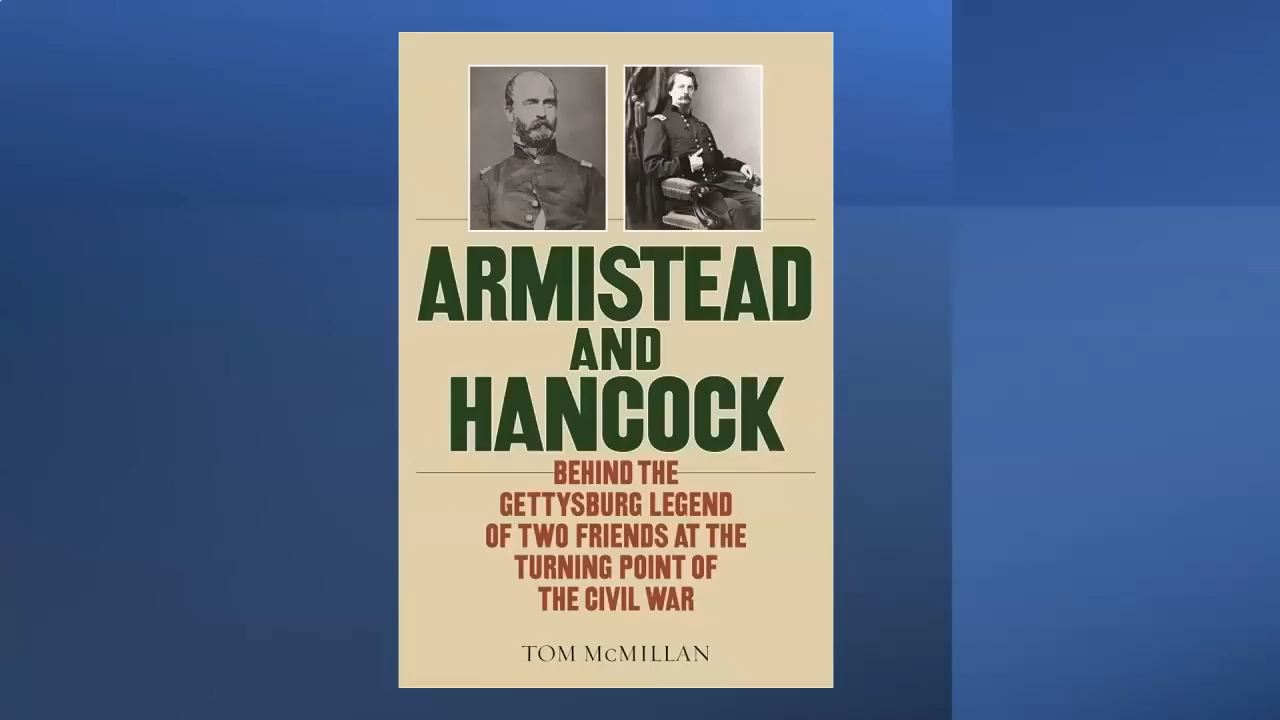 ARMISTEAD
AND
HANCOCK
BEHIND THE
GETTYSBURG LEGEND
OF TWO FRIENDS AT THE
TURNING POINT OF
THE CIVIL WAR
TOM McMILLAN